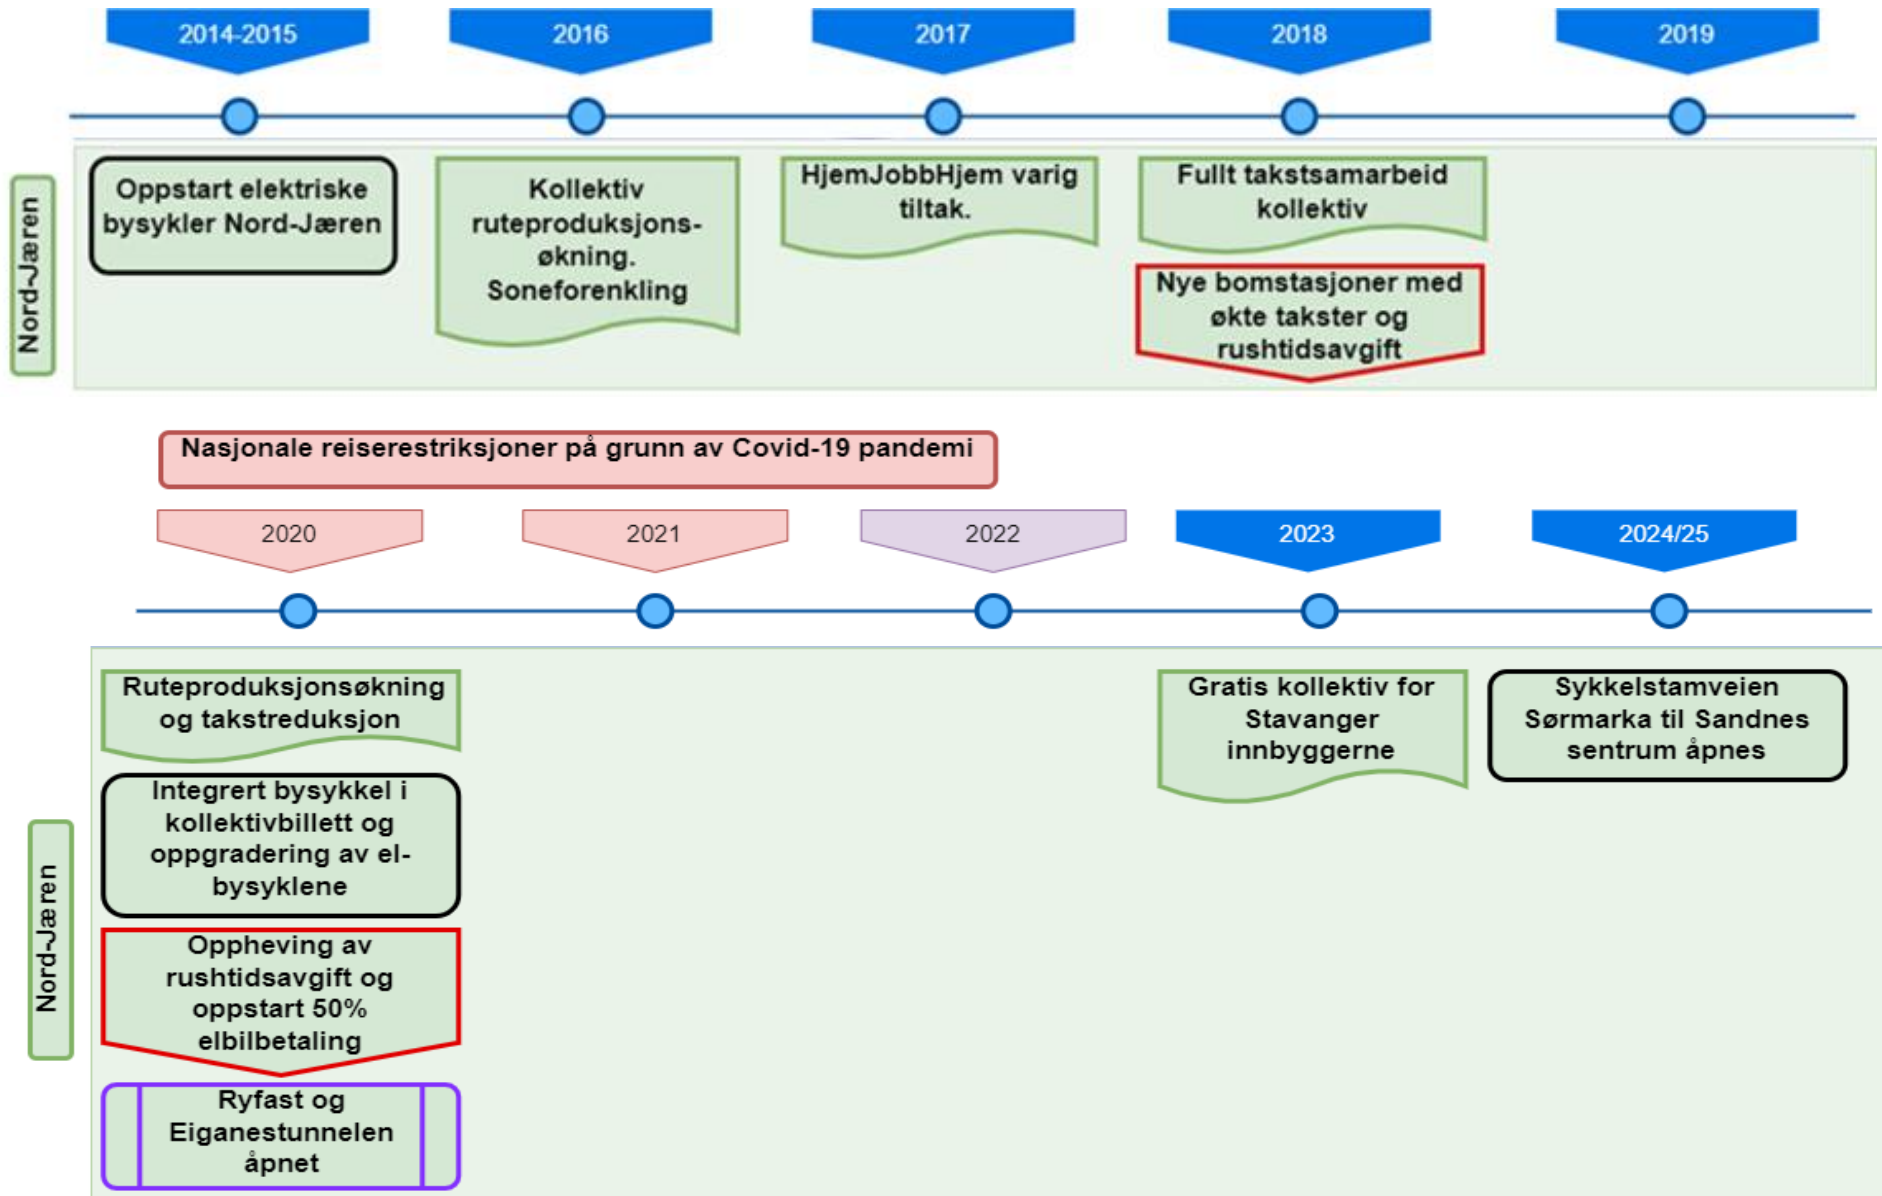 2014-2015
2016
2017
2018
2019
Nord-Jæren
Oppstart elektriske
bysykler Nord-Jæren
Kollektiv
ruteproduksjons-
økning.
Soneforenkling
HjemJobbHjem varig
tiltak.
Fullt takstsamarbeid
kollektiv
Nye bomstasjoner med
økte takster og
rushtidsavgift
Nasjonale reiserestriksjoner på grunn av Covid-19 pandemi
2020
2021
2022
2023
2024/25
Nord-Jæren
Ruteproduksjonsøkning
og takstreduksjon
Integrert bysykkel i
kollektivbillett og
oppgradering av el-
bysyklene
Oppheving av
rushtidsavgift og
oppstart 50%
elbilbetaling
Ryfast og
Eiganestunnelen
åpnet
Gratis kollektiv for
Stavanger
innbyggerne
Sykkelstamveien
Sørmarka til Sandnes
sentrum åpnes